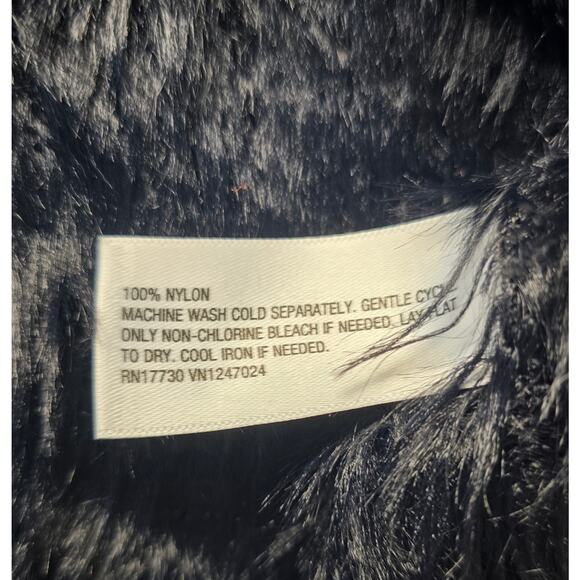 100% NYLON
MACHINE WASH COLD SEPARATELY. GENTLE CYCLE
ONLY NON-CHLORINE BLEACH IF NEEDED, LAY FLAT
TO DRY. COOL IRON IF NEEDED.
RN17730 VN1247024